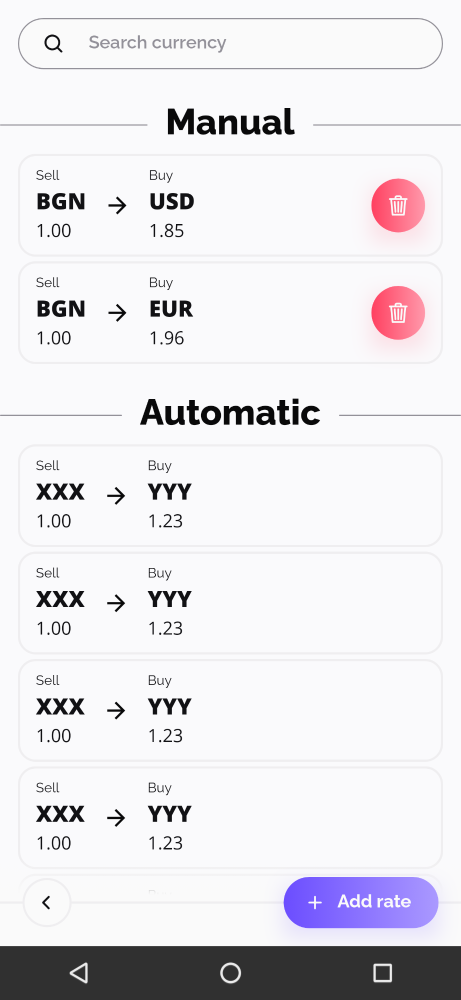 Search currency
Manual
Sell Buy
BGN → USD
1.00 1.85
Sell Buy
BGN → EUR
1.00 1.96
Automatic
Sell Buy
XXX → YYY
1.00 1.23
Sell Buy
XXX → YYY
1.00 1.23
Sell Buy
XXX → YYY
1.00 1.23
Sell Buy
XXX → YYY
1.00 1.23
+ Add rate